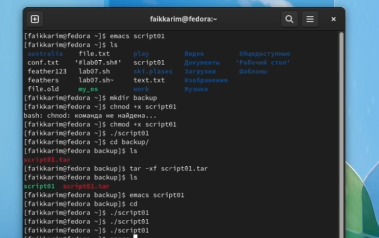 faikkarim@fedora:~
[faikkarim@fedora ~]$ emacs script01
[faikkarim@fedora ~]$ ls
australia file.txt play Видео Общедоступные
conf.txt '#lab07.sh#' script01 Документы 'Рабочий стол'
feather123 lab07.sh ski.plases Загрузки Шаблоны
feathers lab07.sh~ text.txt Изображения
file.old my_os work Музыка
[faikkarim@fedora ~]$ mkdir backup
[faikkarim@fedora ~]$ chnod +x script01
bash: chnod: команда не найдена...
[faikkarim@fedora ~]$ chmod +x script01
[faikkarim@fedora ~]$ ./script01
[faikkarim@fedora ~]$ cd backup/
[faikkarim@fedora backup]$ ls
script01.tar
[faikkarim@fedora backup]$ tar -xf script01.tar
[faikkarim@fedora backup]$ ls
script01 script01.tar
[faikkarim@fedora backup]$ emacs script01
[faikkarim@fedora backup]$ cd
[faikkarim@fedora ~]$ ./script01
[faikkarim@fedora ~]$ ./script01
[faikkarim@fedora ~]$ ./script01